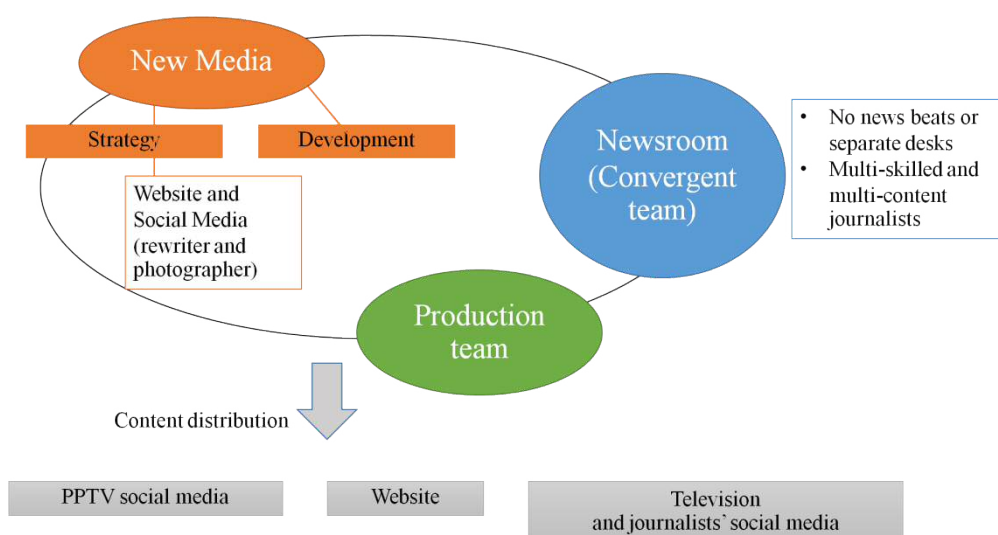 New Media
Strategy
Development
Website and
Social Media
(rewriter and
photographer)
Newsroom
(Convergent
team)
• No news beats or
separate desks
• Multi-skilled and
multi-content
journalists
Production
team
Content distribution
PPTV social media
Website
Television
and journalists' social media